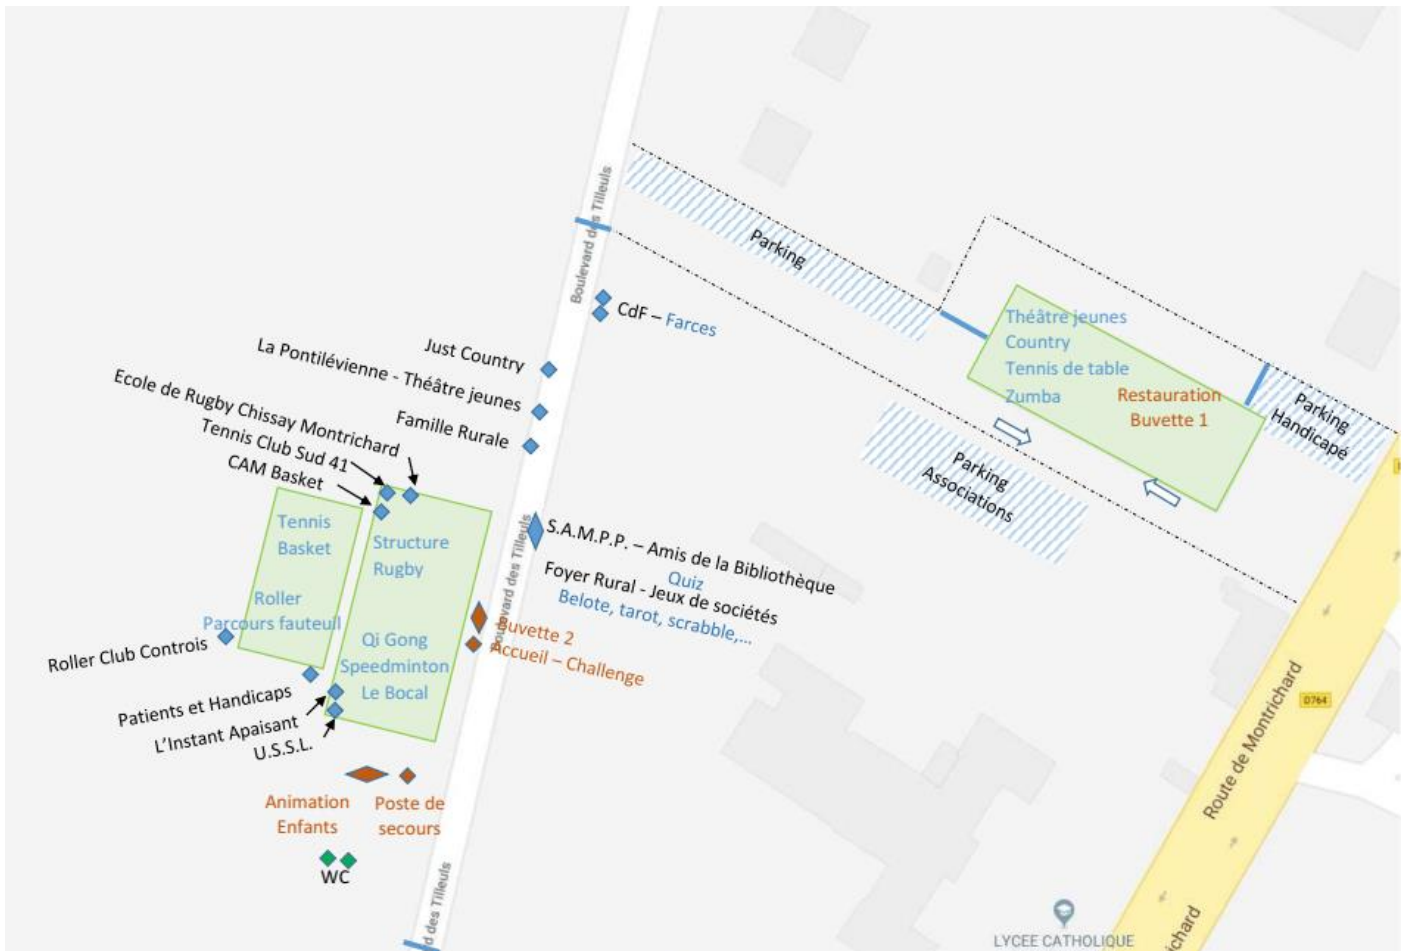 Boulevard des Tilleuls
Parking
CdF – Farces
Just Country
La Pontilévienne - Théâtre jeunes
Ecole de Rugby Chissay Montrichard
Famille Rurale
Tennis Club Sud 41
CAM Basket
Théâtre jeunes
Country
Tennis de table
Zumba
Restauration
Buvette 1
Parking
Handicapé
Parking
Associations
Tennis
Basket
Roller
Parcours fauteuil
Structure
Rugby
Qi Gong
Speedminton
Le Bocal
Boulevard des Tilleuls
S.A.M.P.P. – Amis de la Bibliothèque
Quiz
Foyer Rural - Jeux de sociétés
Belote, tarot, scrabble,...
Buvette 2
Accueil – Challenge
Roller Club Controis
Patients et Handicaps
L'Instant Apaisant
U.S.S.L.
Animation
Enfants
Poste de
secours
WC
d des Tilleuls
D764
Route de Montrichard
LYCEE CATHOLIQUE
ichard